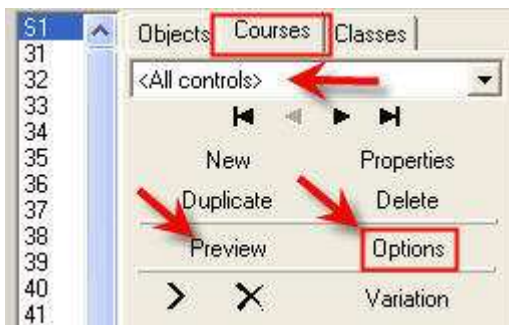 S1
31
32
33
34
35
36
37
38
39
40
41
Objects Courses Classes
<All controls>
New Properties
Duplicate Delete
Preview Options
Variation